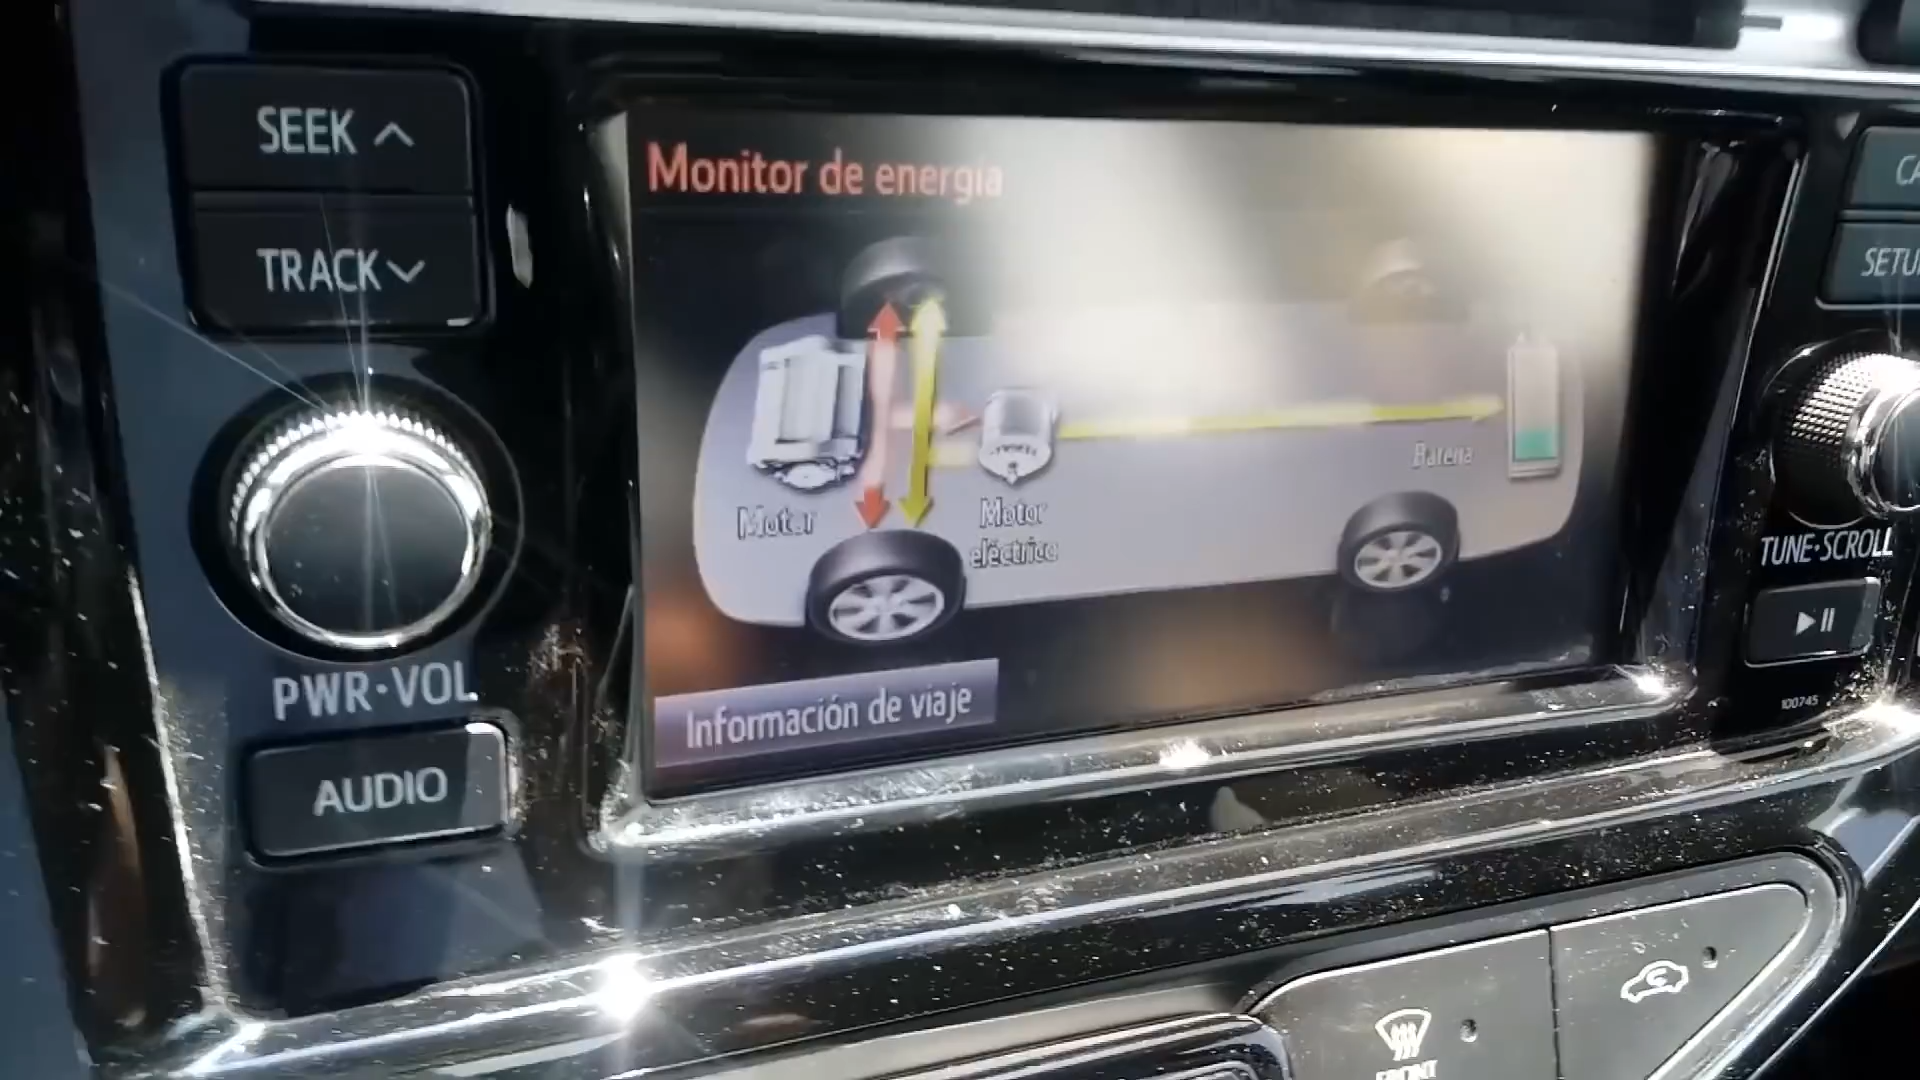 SEEK
TRACK
PWR·VOL
AUDIO
Monitor de energía
Motor
Motor
eléctrico
Batería
Información de viaje
SETU
TUNE·SCROLL
100745
FRONT